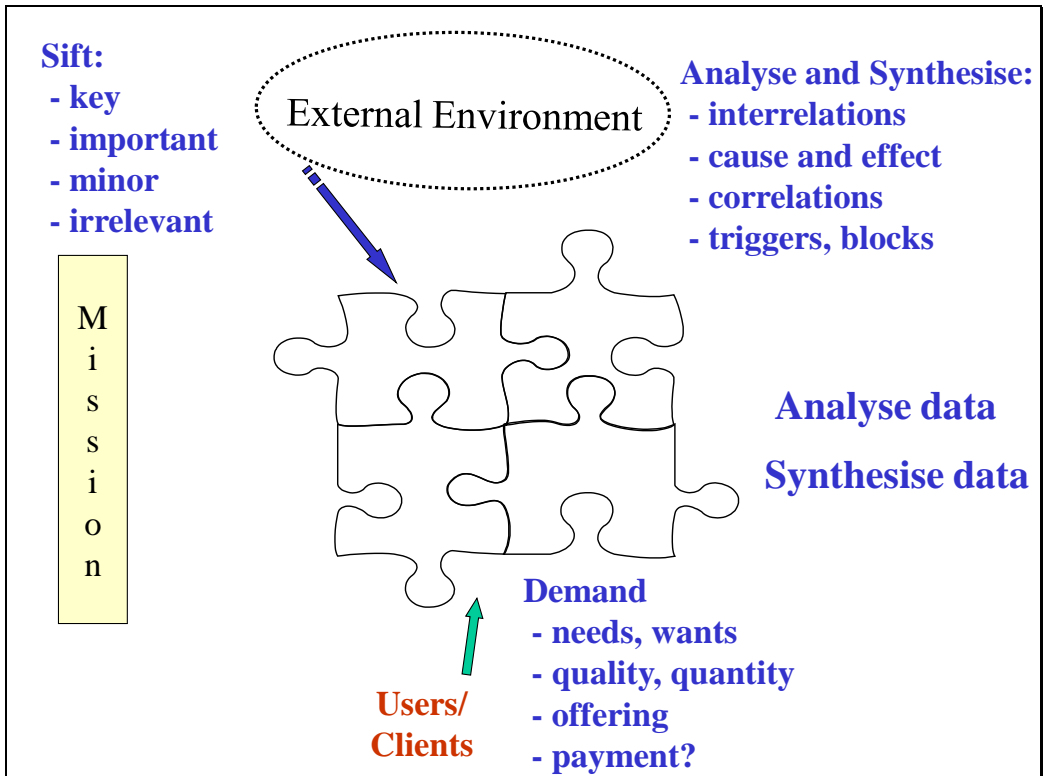 Sift:
- key
- important
- minor
- irrelevant
External Environment
Analyse and Synthesise:
- interrelations
- cause and effect
- correlations
- triggers, blocks
M
i
s
s
i
o
n
Analyse data
Synthesise data
Demand
- needs, wants
- quality, quantity
- offering
- payment?
Users/
Clients